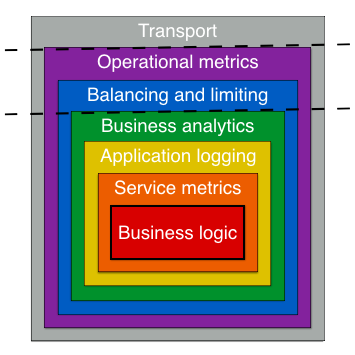 Transport
Operational metrics
Balancing and limiting
Business analytics
Application logging
Service metrics
Business logic